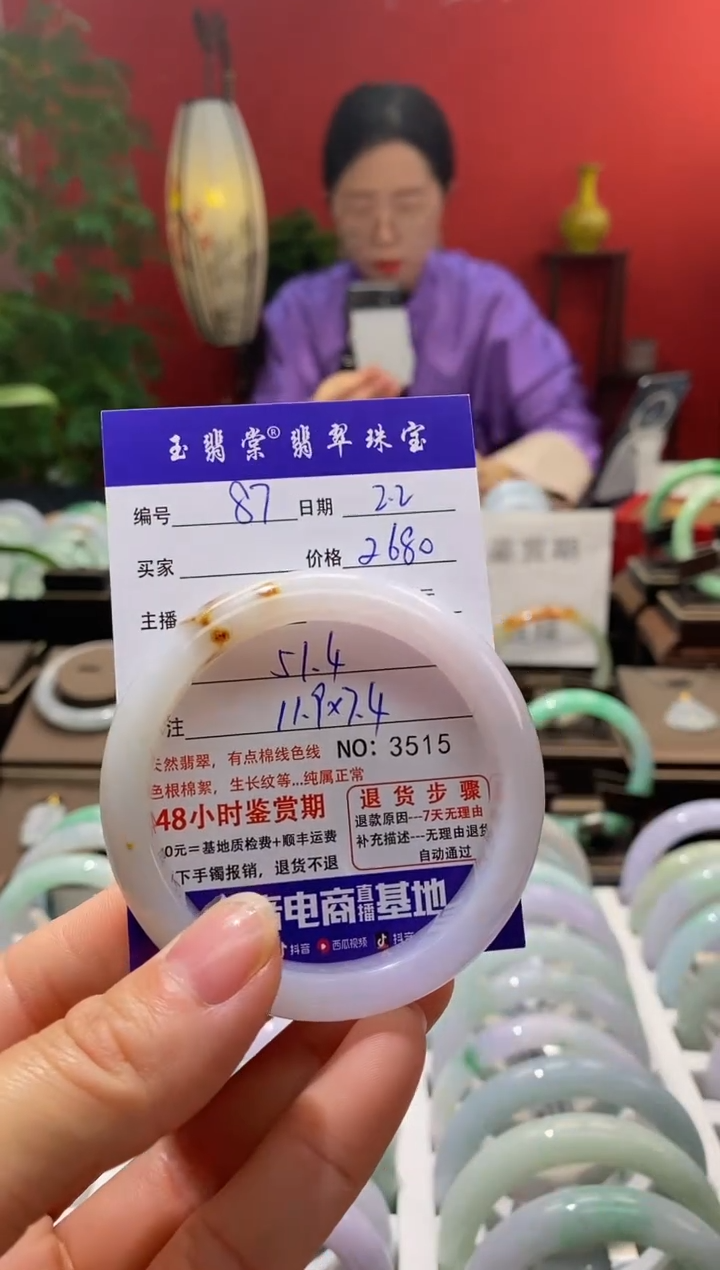 玉翡棠® 翡翠珠宝
编号 87 日期 2.2
买家 价格 2680
主播
51.4
注 11.9×7.4
天然翡翠，有点棉线色线 NO: 3515
色根棉絮，生长纹等...纯属正常
48小时鉴赏期
0元＝基地质检费+顺丰运费
下手镯报销，退货不退
退货步骤
退款原因---7天无理由
补充描述---无理由退货
自动通过
电商直播基地
抖音 西瓜视频 抖音
鉴赏期